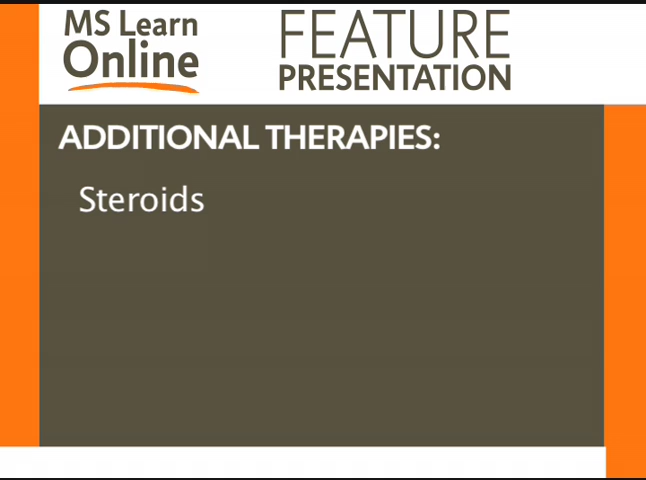 MS Learn
Online
FEATURE
PRESENTATION
ADDITIONAL THERAPIES:
Steroids